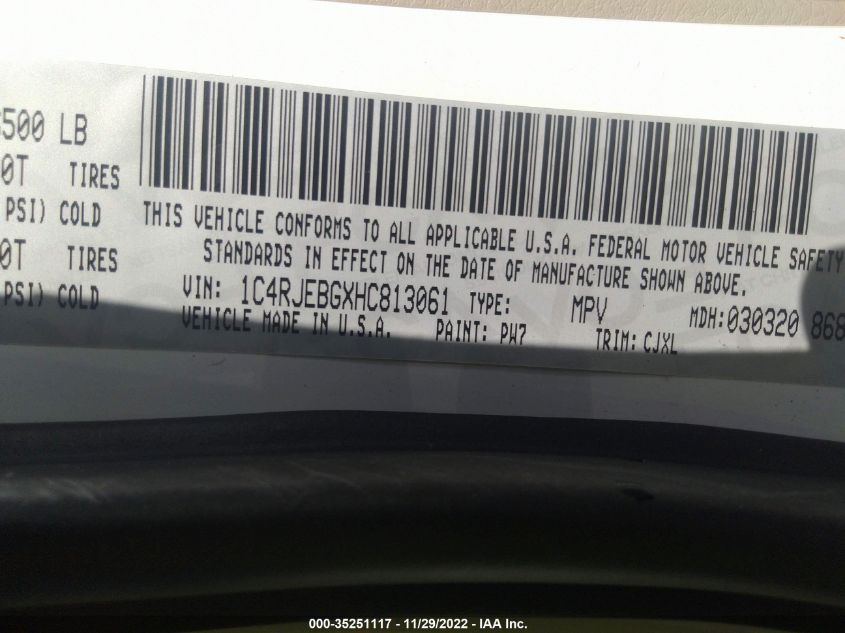 500 LB
0T TIRES
PSI) COLD
0T TIRES
PSI) COLD
THIS VEHICLE CONFORMS TO ALL APPLICABLE U.S.A. FEDERAL MOTOR VEHICLE SAFETY
STANDARDS IN EFFECT ON THE DATE OF MANUFACTURE SHOWN ABOVE.
VIN: 1C4RJEBGXHC813061 TYPE: MPV MDH:030320 868
VEHICLE MADE IN U.S.A. PAINT: PW7 TRIM: CJXL
000-35251117 - 11/29/2022 - IAA Inc.